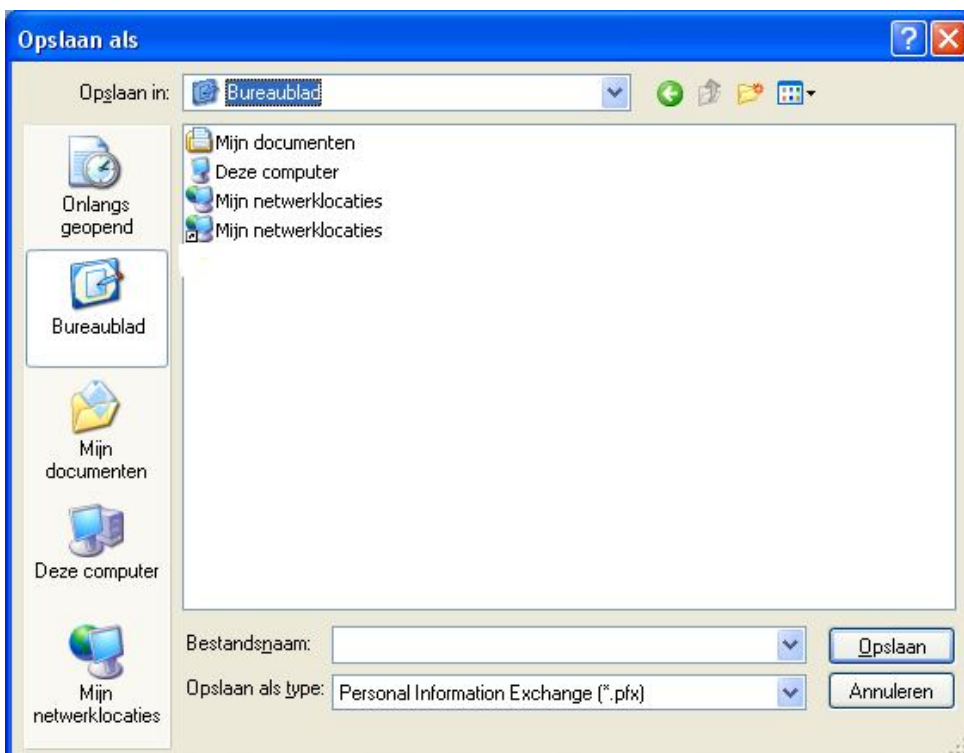 Opslaan als
Opslaan in:
Bureaublad
Onlangs
geopend
Bureaublad
Mijn
documenten
Deze computer
Mijn
netwerklocaties
Mijn documenten
Deze computer
Mijn netwerklocaties
Mijn netwerklocaties
Bestandsnaam:
Opslaan
Opslaan als type:
Personal Information Exchange (*.pfx)
Annuleren